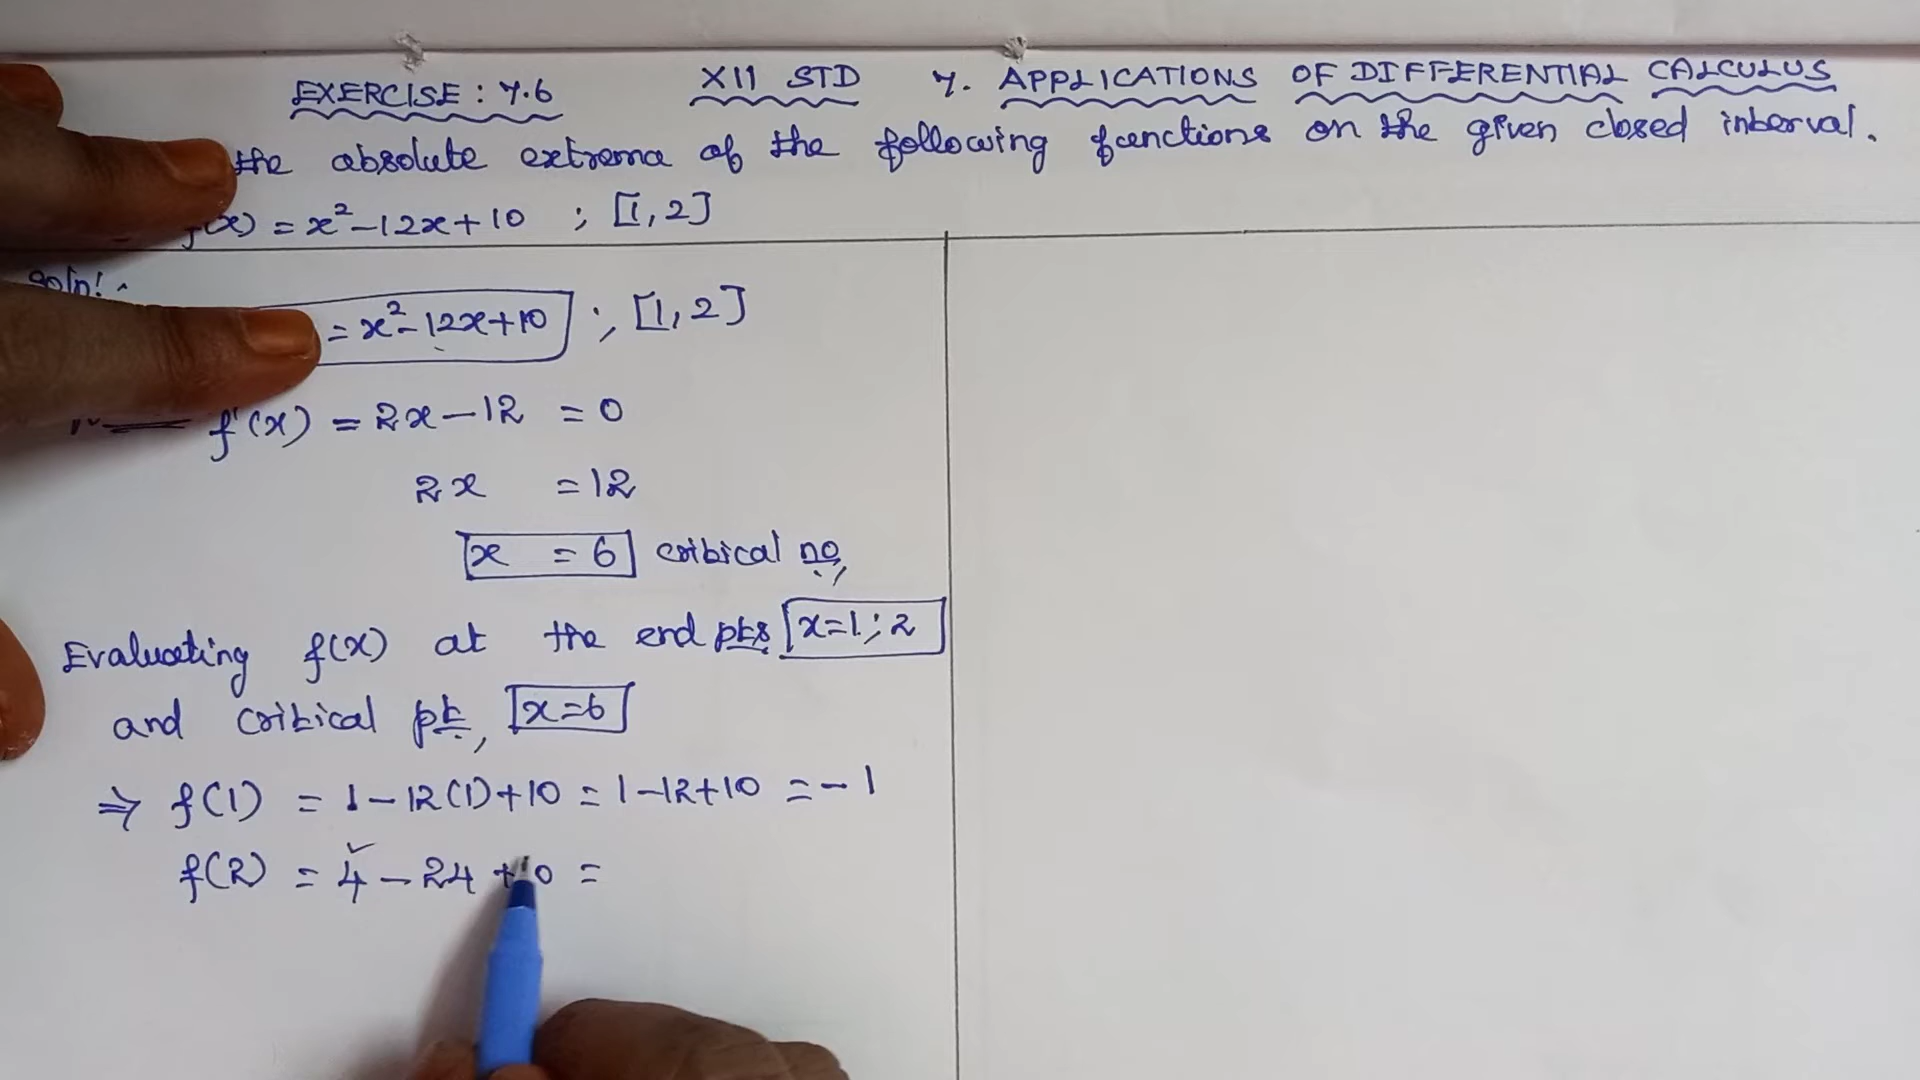 EXERCISE : 7.6 XII STD 7. APPLICATIONS OF DIFFERENTIAL CALCULUS
the absolute extrema of the following functions on the given closed interval.
f(x) = x² – 12x + 10 ; [1, 2]
Soln:-
= x² – 12x + 10 ; [1, 2]
f'(x) = 2x – 12 = 0
2x = 12
x = 6 critical no,
Evaluating f(x) at the end pts x=1; 2
and critical pt, x=6
⇒ f(1) = 1 – 12(1) + 10 = 1 – 12 + 10 = – 1
f(2) = 4 – 24 + 10 =